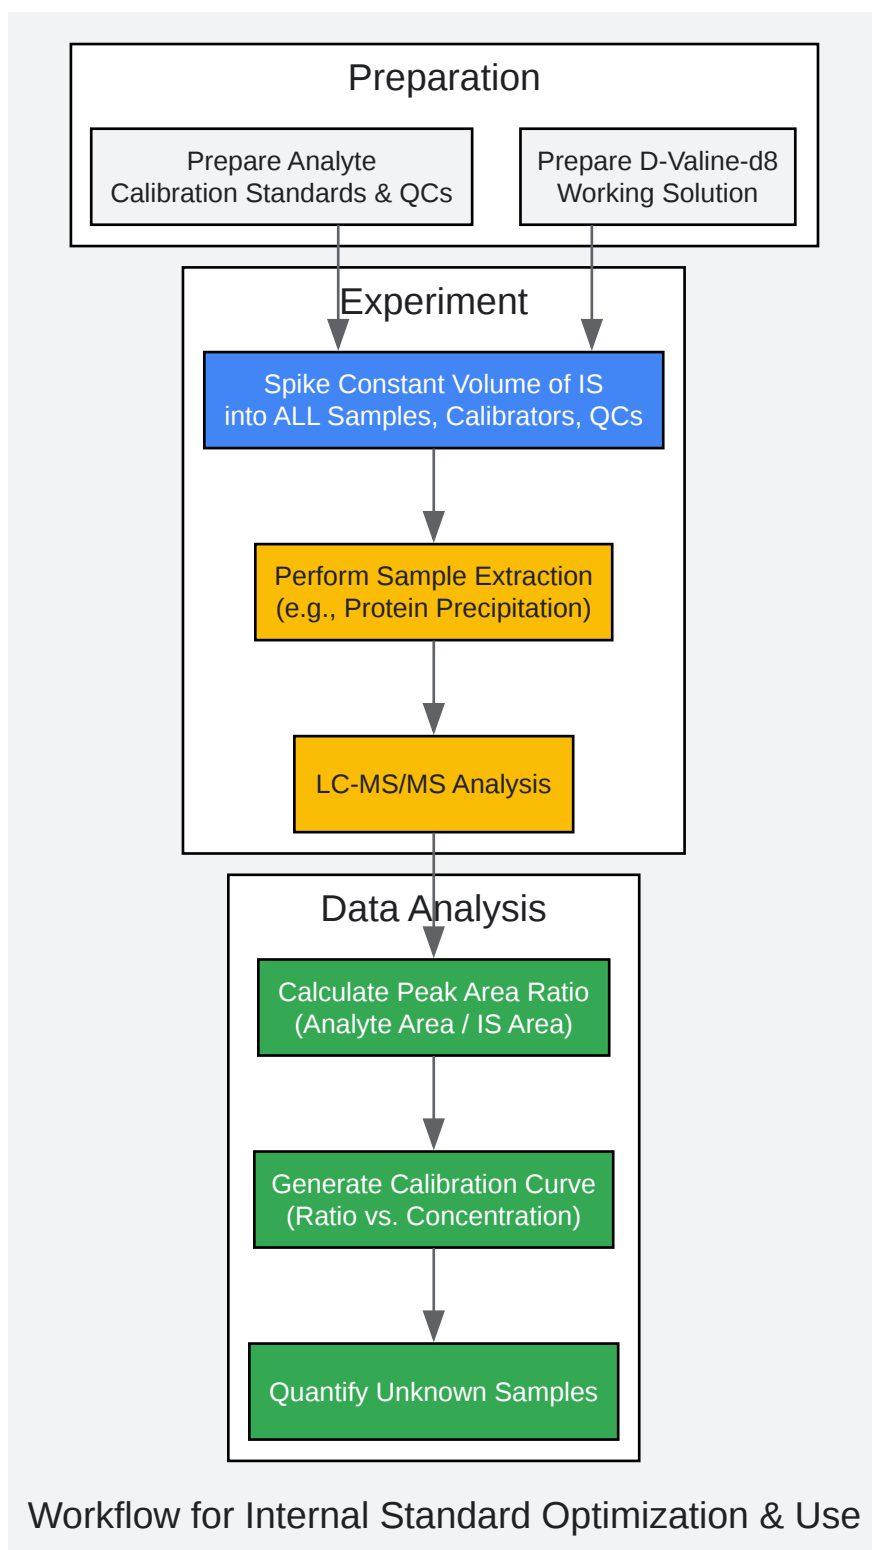 Preparation
Prepare Analyte
Calibration Standards & QCs
Prepare D-Valine-d8
Working Solution
Experiment
Spike Constant Volume of IS
into ALL Samples, Calibrators, QCs
Perform Sample Extraction
(e.g., Protein Precipitation)
LC-MS/MS Analysis
Data Analysis
Calculate Peak Area Ratio
(Analyte Area / IS Area)
Generate Calibration Curve
(Ratio vs. Concentration)
Quantify Unknown Samples
Workflow for Internal Standard Optimization & Use